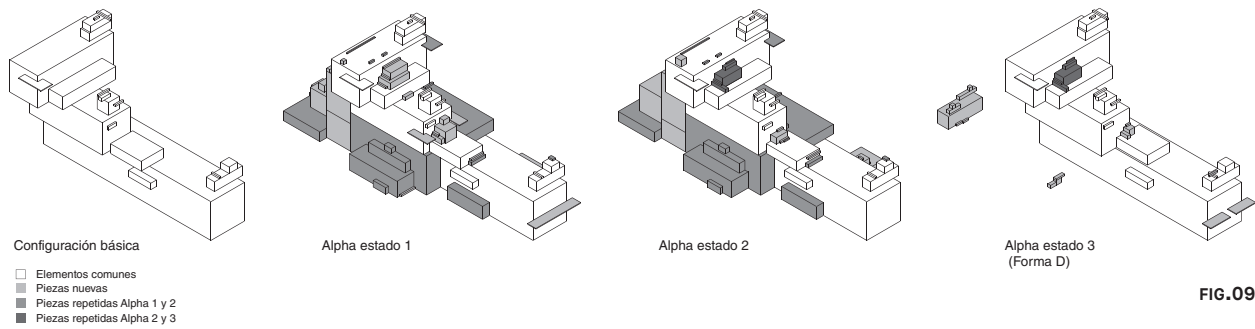 Configuración básica
Alpha estado 1
Alpha estado 2
Alpha estado 3
(Forma D)
Elementos comunes
Piezas nuevas
Piezas repetidas Alpha 1 y 2
Piezas repetidas Alpha 2 y 3
FIG.09